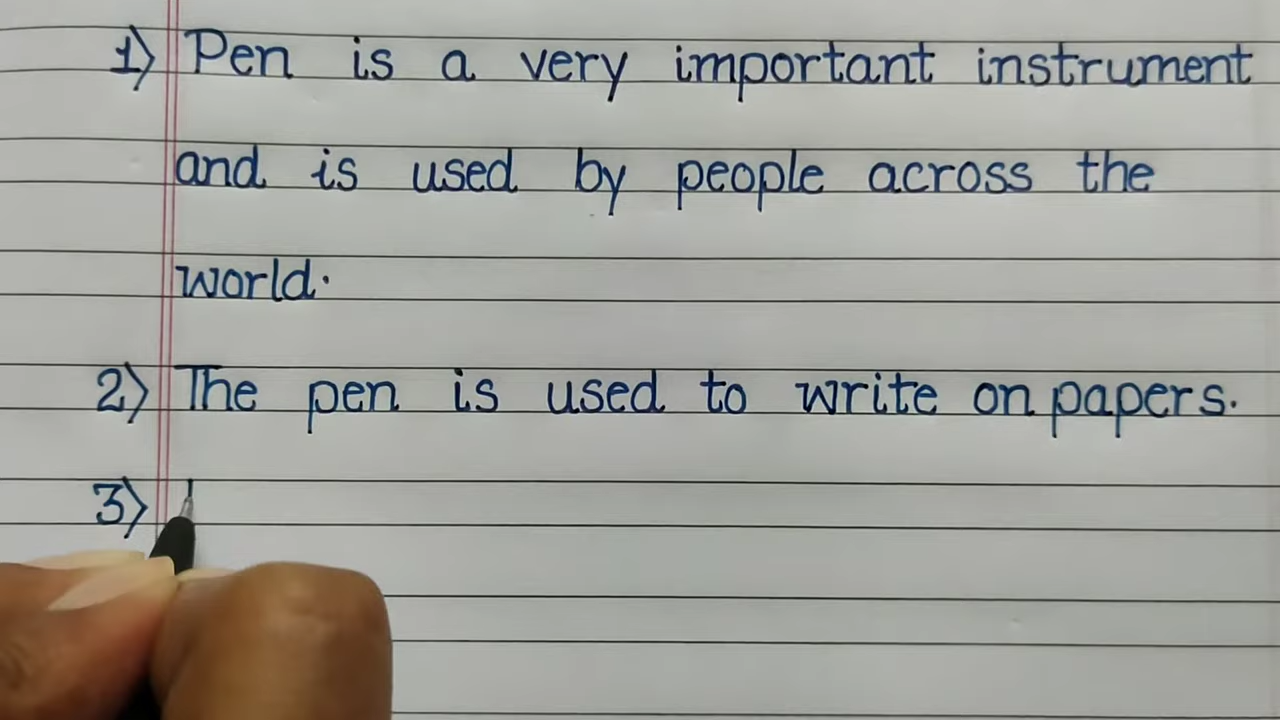 1) Pen is a very important instrument
and is used by people across the
world.
2) The pen is used to write on papers.
3)